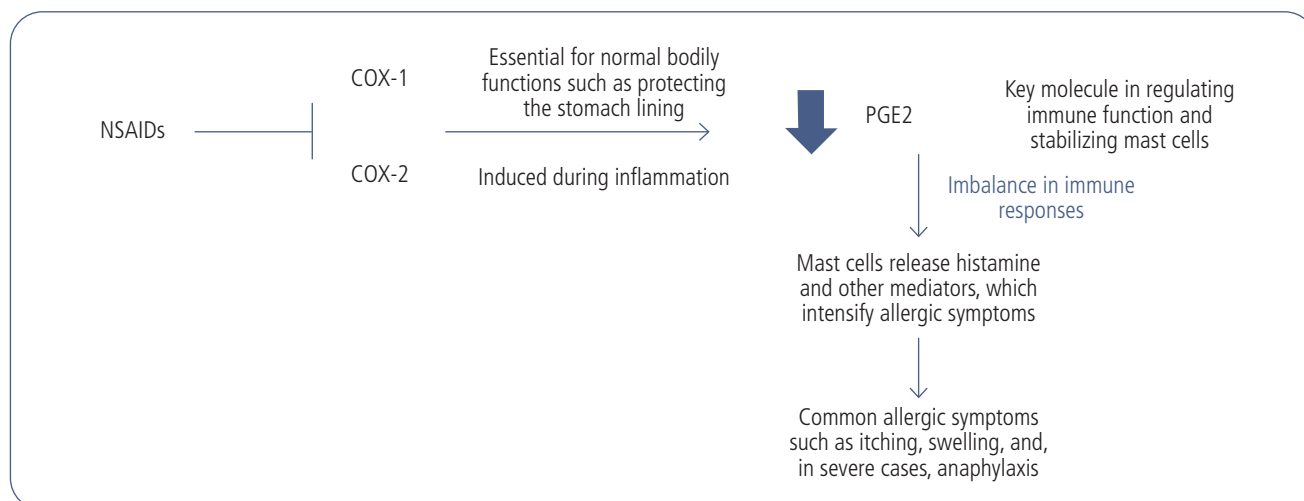 NSAIDs
COX-1
COX-2
Essential for normal bodily
functions such as protecting
the stomach lining
Induced during inflammation
PGE2
Key molecule in regulating
immune function and
stabilizing mast cells
Imbalance in immune
responses
Mast cells release histamine
and other mediators, which
intensify allergic symptoms
Common allergic symptoms
such as itching, swelling, and,
in severe cases, anaphylaxis